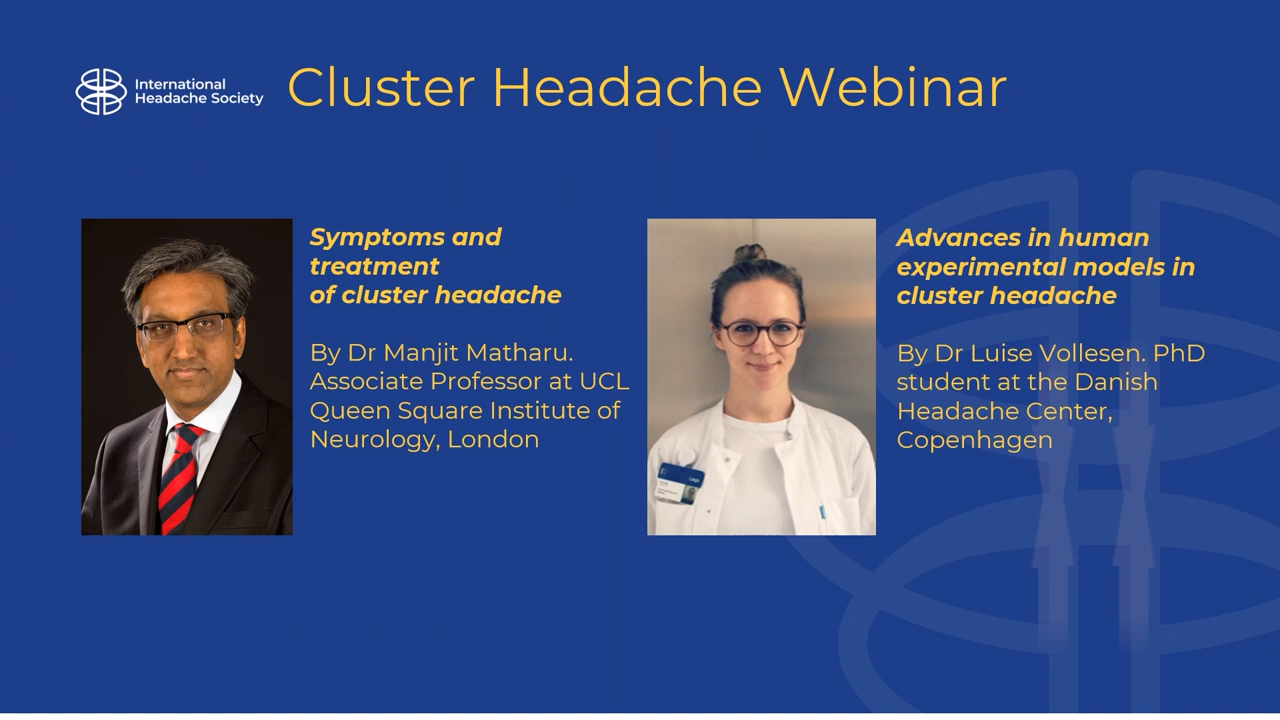 International
Headache Society
Cluster Headache Webinar
Symptoms and
treatment
of cluster headache
By Dr Manjit Matharu.
Associate Professor at UCL
Queen Square Institute of
Neurology, London
Advances in human
experimental models in
cluster headache
By Dr Luise Vollesen. PhD
student at the Danish
Headache Center,
Copenhagen